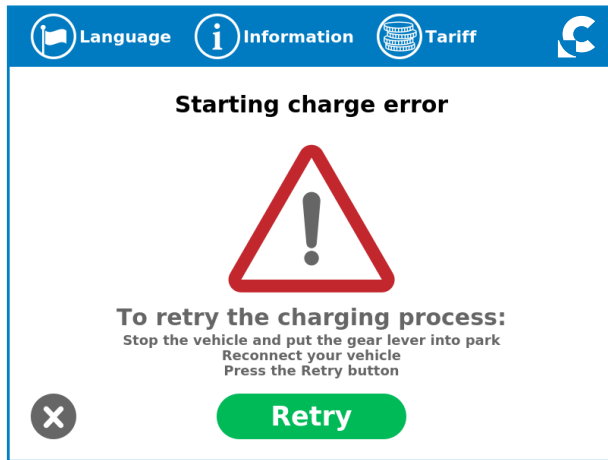 Language
Information
Tariff
Starting charge error
To retry the charging process:
Stop the vehicle and put the gear lever into park
Reconnect your vehicle
Press the Retry button
Retry